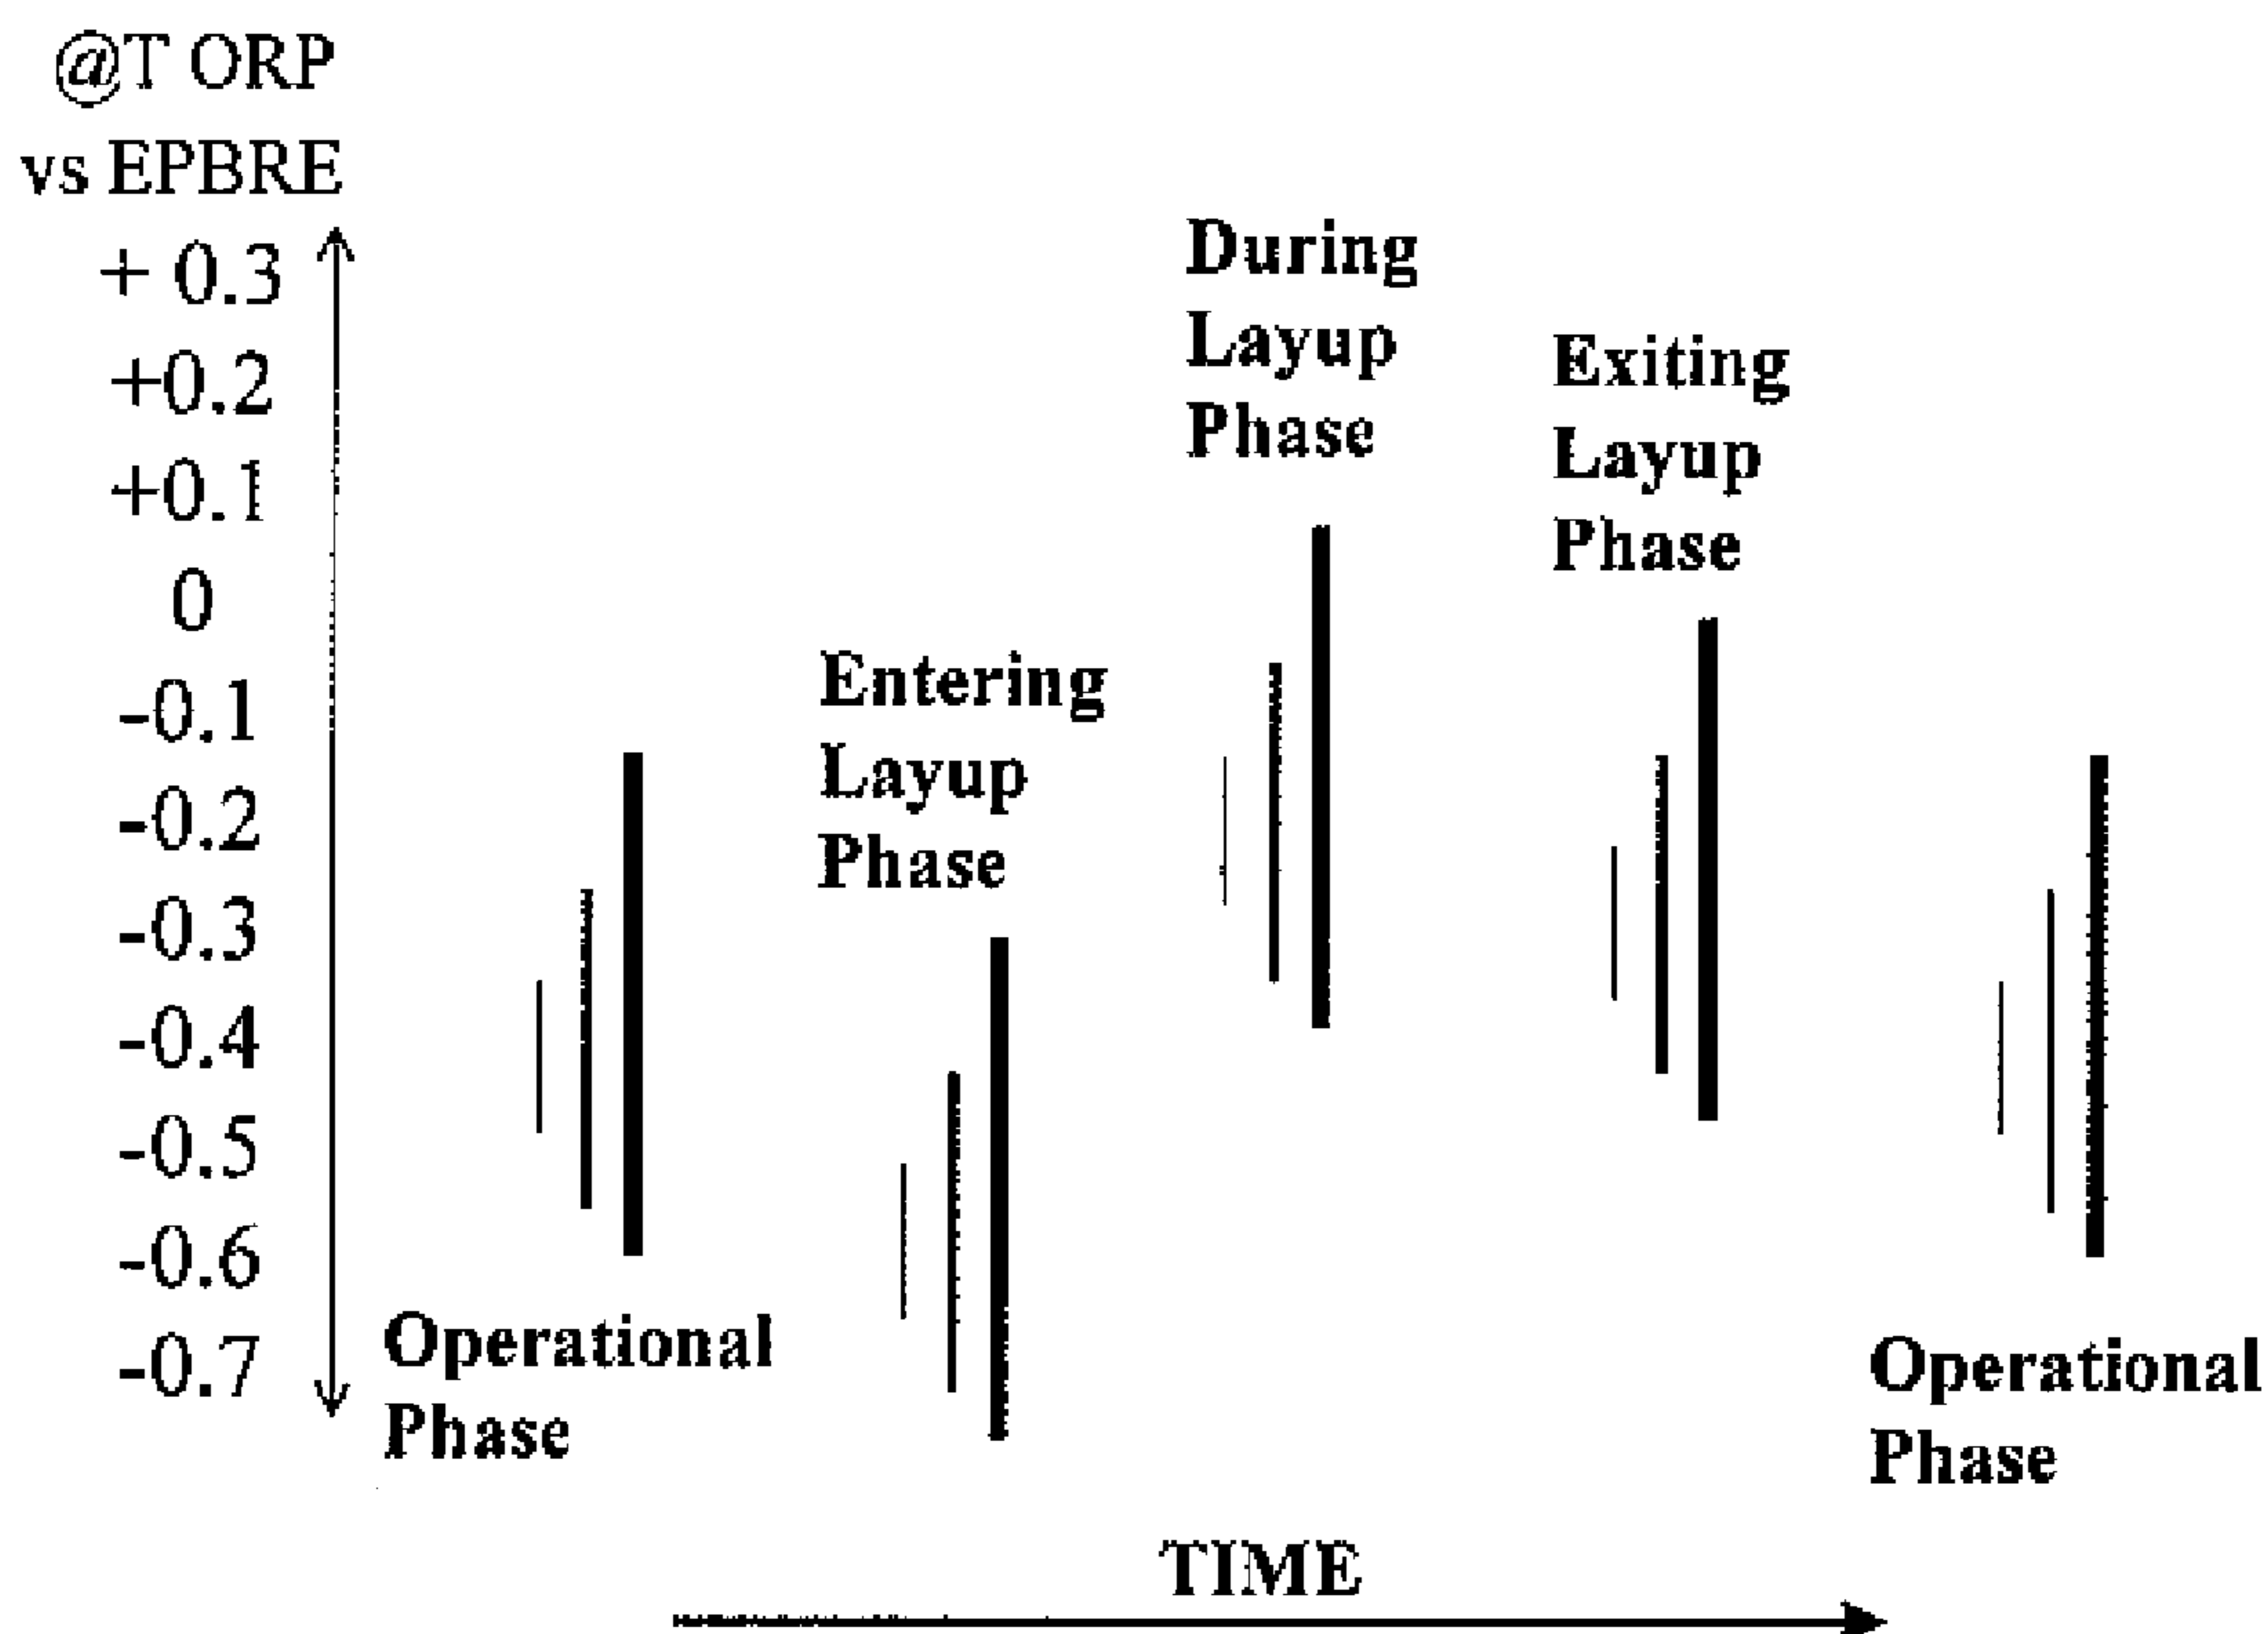 @T ORP
vs EPBRE
+ 0.3
+0.2
+0.1
0
-0.1
-0.2
-0.3
-0.4
-0.5
-0.6
-0.7
Operational
Phase
Entering
Layup
Phase
During
Layup
Phase
Exiting
Layup
Phase
Operational
Phase
TIME